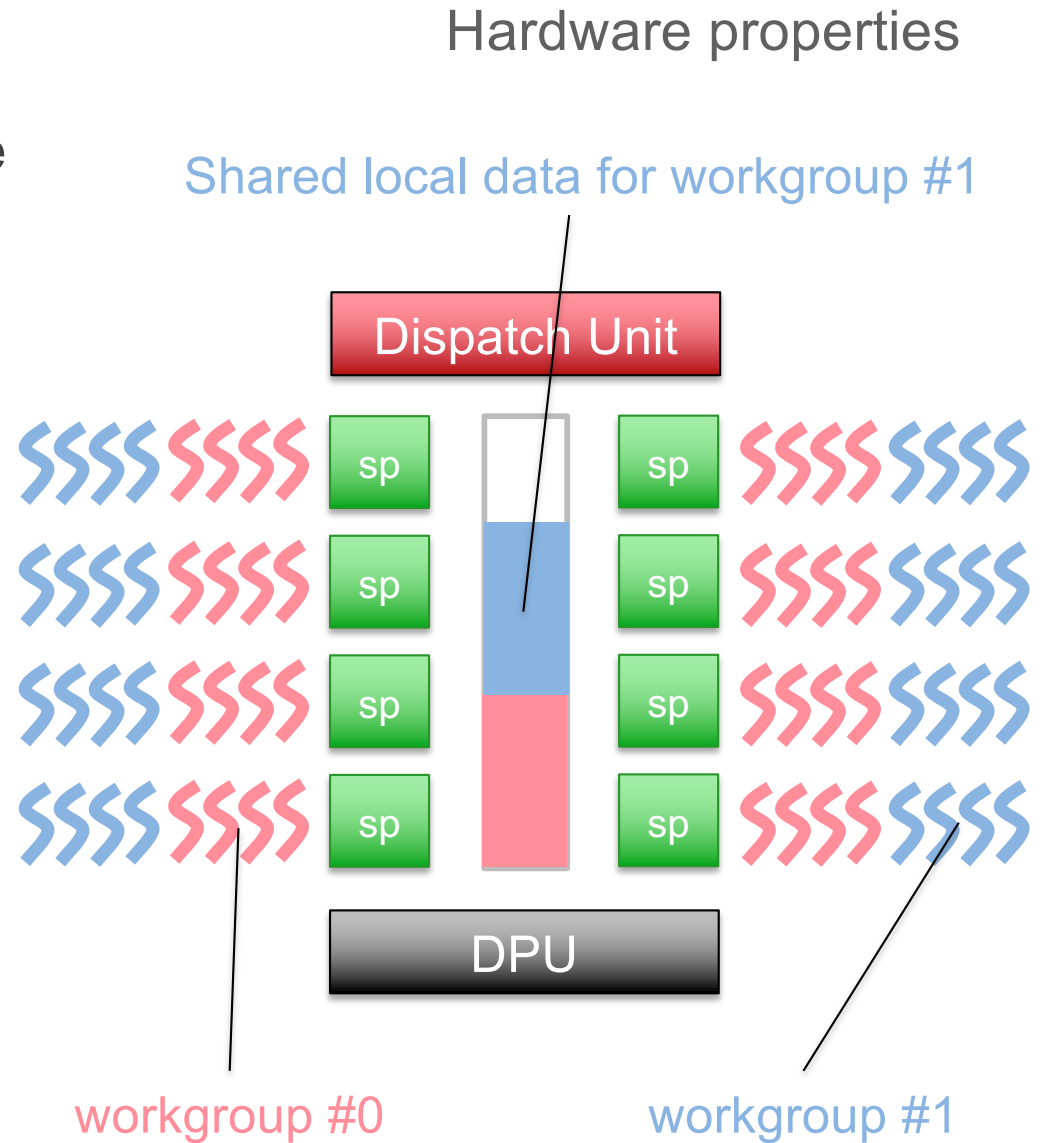 Hardware properties
e
Shared local data for workgroup #1
Dispatch Unit
sp sp
sp sp
sp sp
sp sp
DPU
workgroup #0 workgroup #1